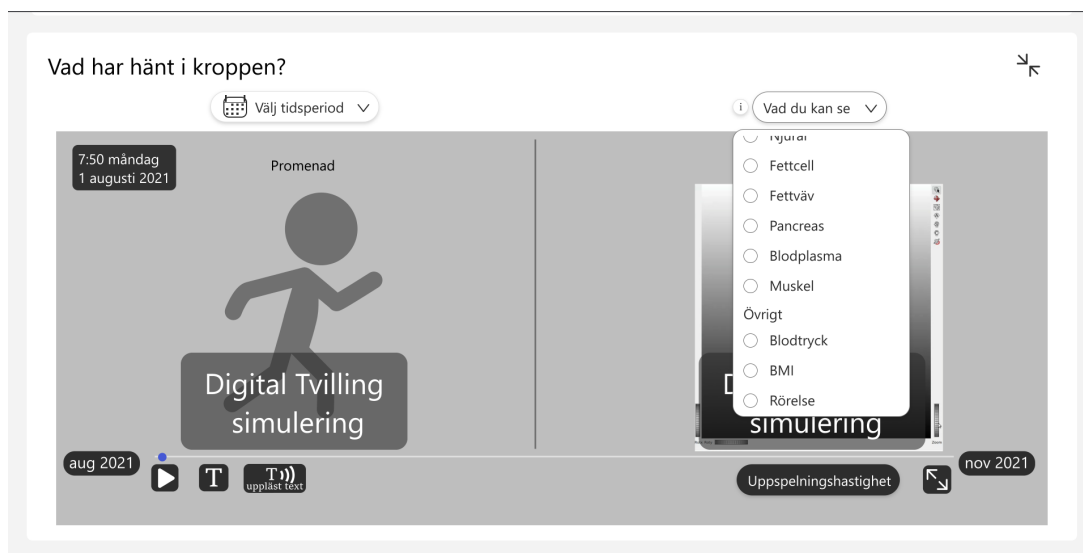 Vad har hänt i kroppen?
Välj tidsperiod
i
Vad du kan se
7:50 måndag
1 augusti 2021
Promenad
Njurar
Fettcell
Fettväv
Pancreas
Blodplasma
Muskel
Övrigt
Blodtryck
BMI
Rörelse
Digital Tvilling
simulering
simulering
aug 2021
T
T
uppläst text
Uppspelningshastighet
nov 2021